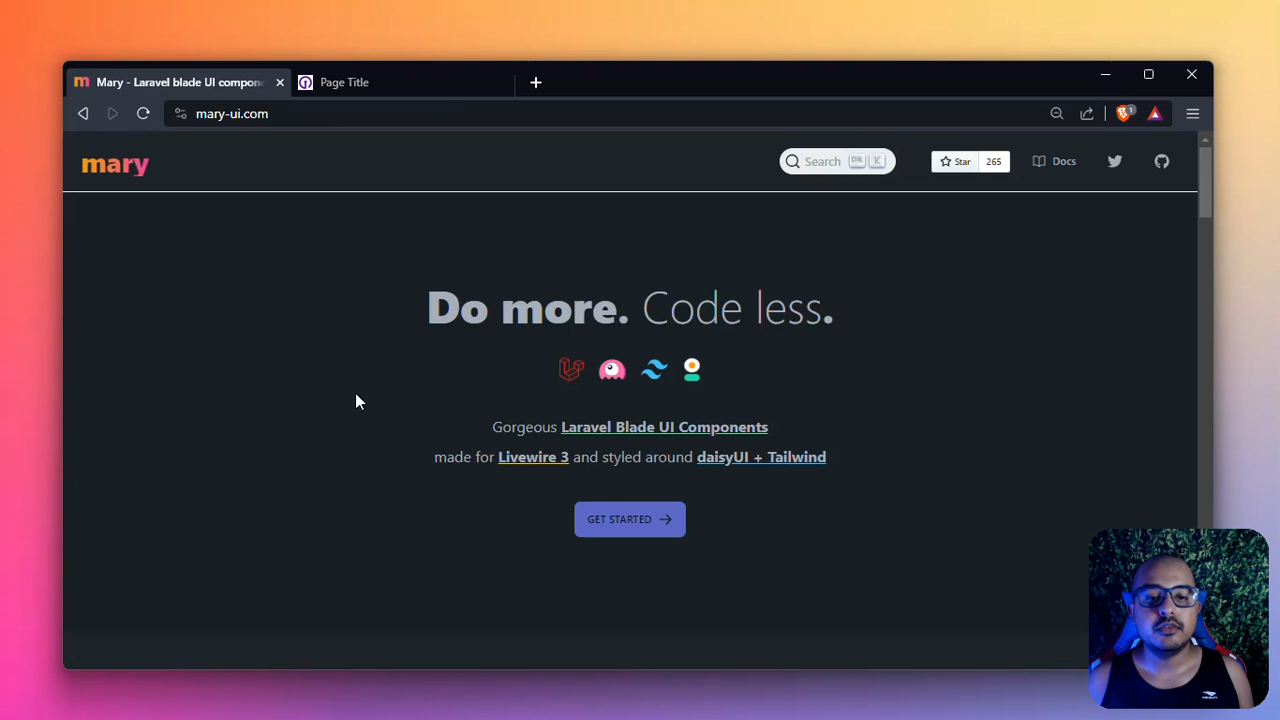 Mary - Laravel blade UI compon
Page Title
mary-ui.com
1
mary
Search
K
Star 265
Docs
Do more. Code less.
Gorgeous Laravel Blade UI Components
made for Livewire 3 and styled around daisyUI + Tailwind
GET STARTED